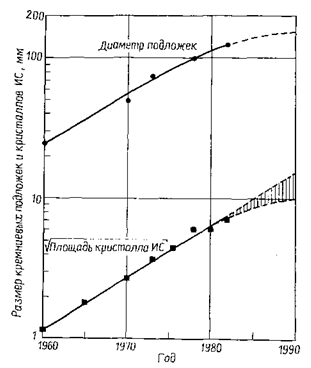 Размер кремниевых подложек и кристаллов ИС, мм
200
100
10
1
Диаметр подложек
√Площадь кристалла ИС
1960
1970
1980
1990
Год